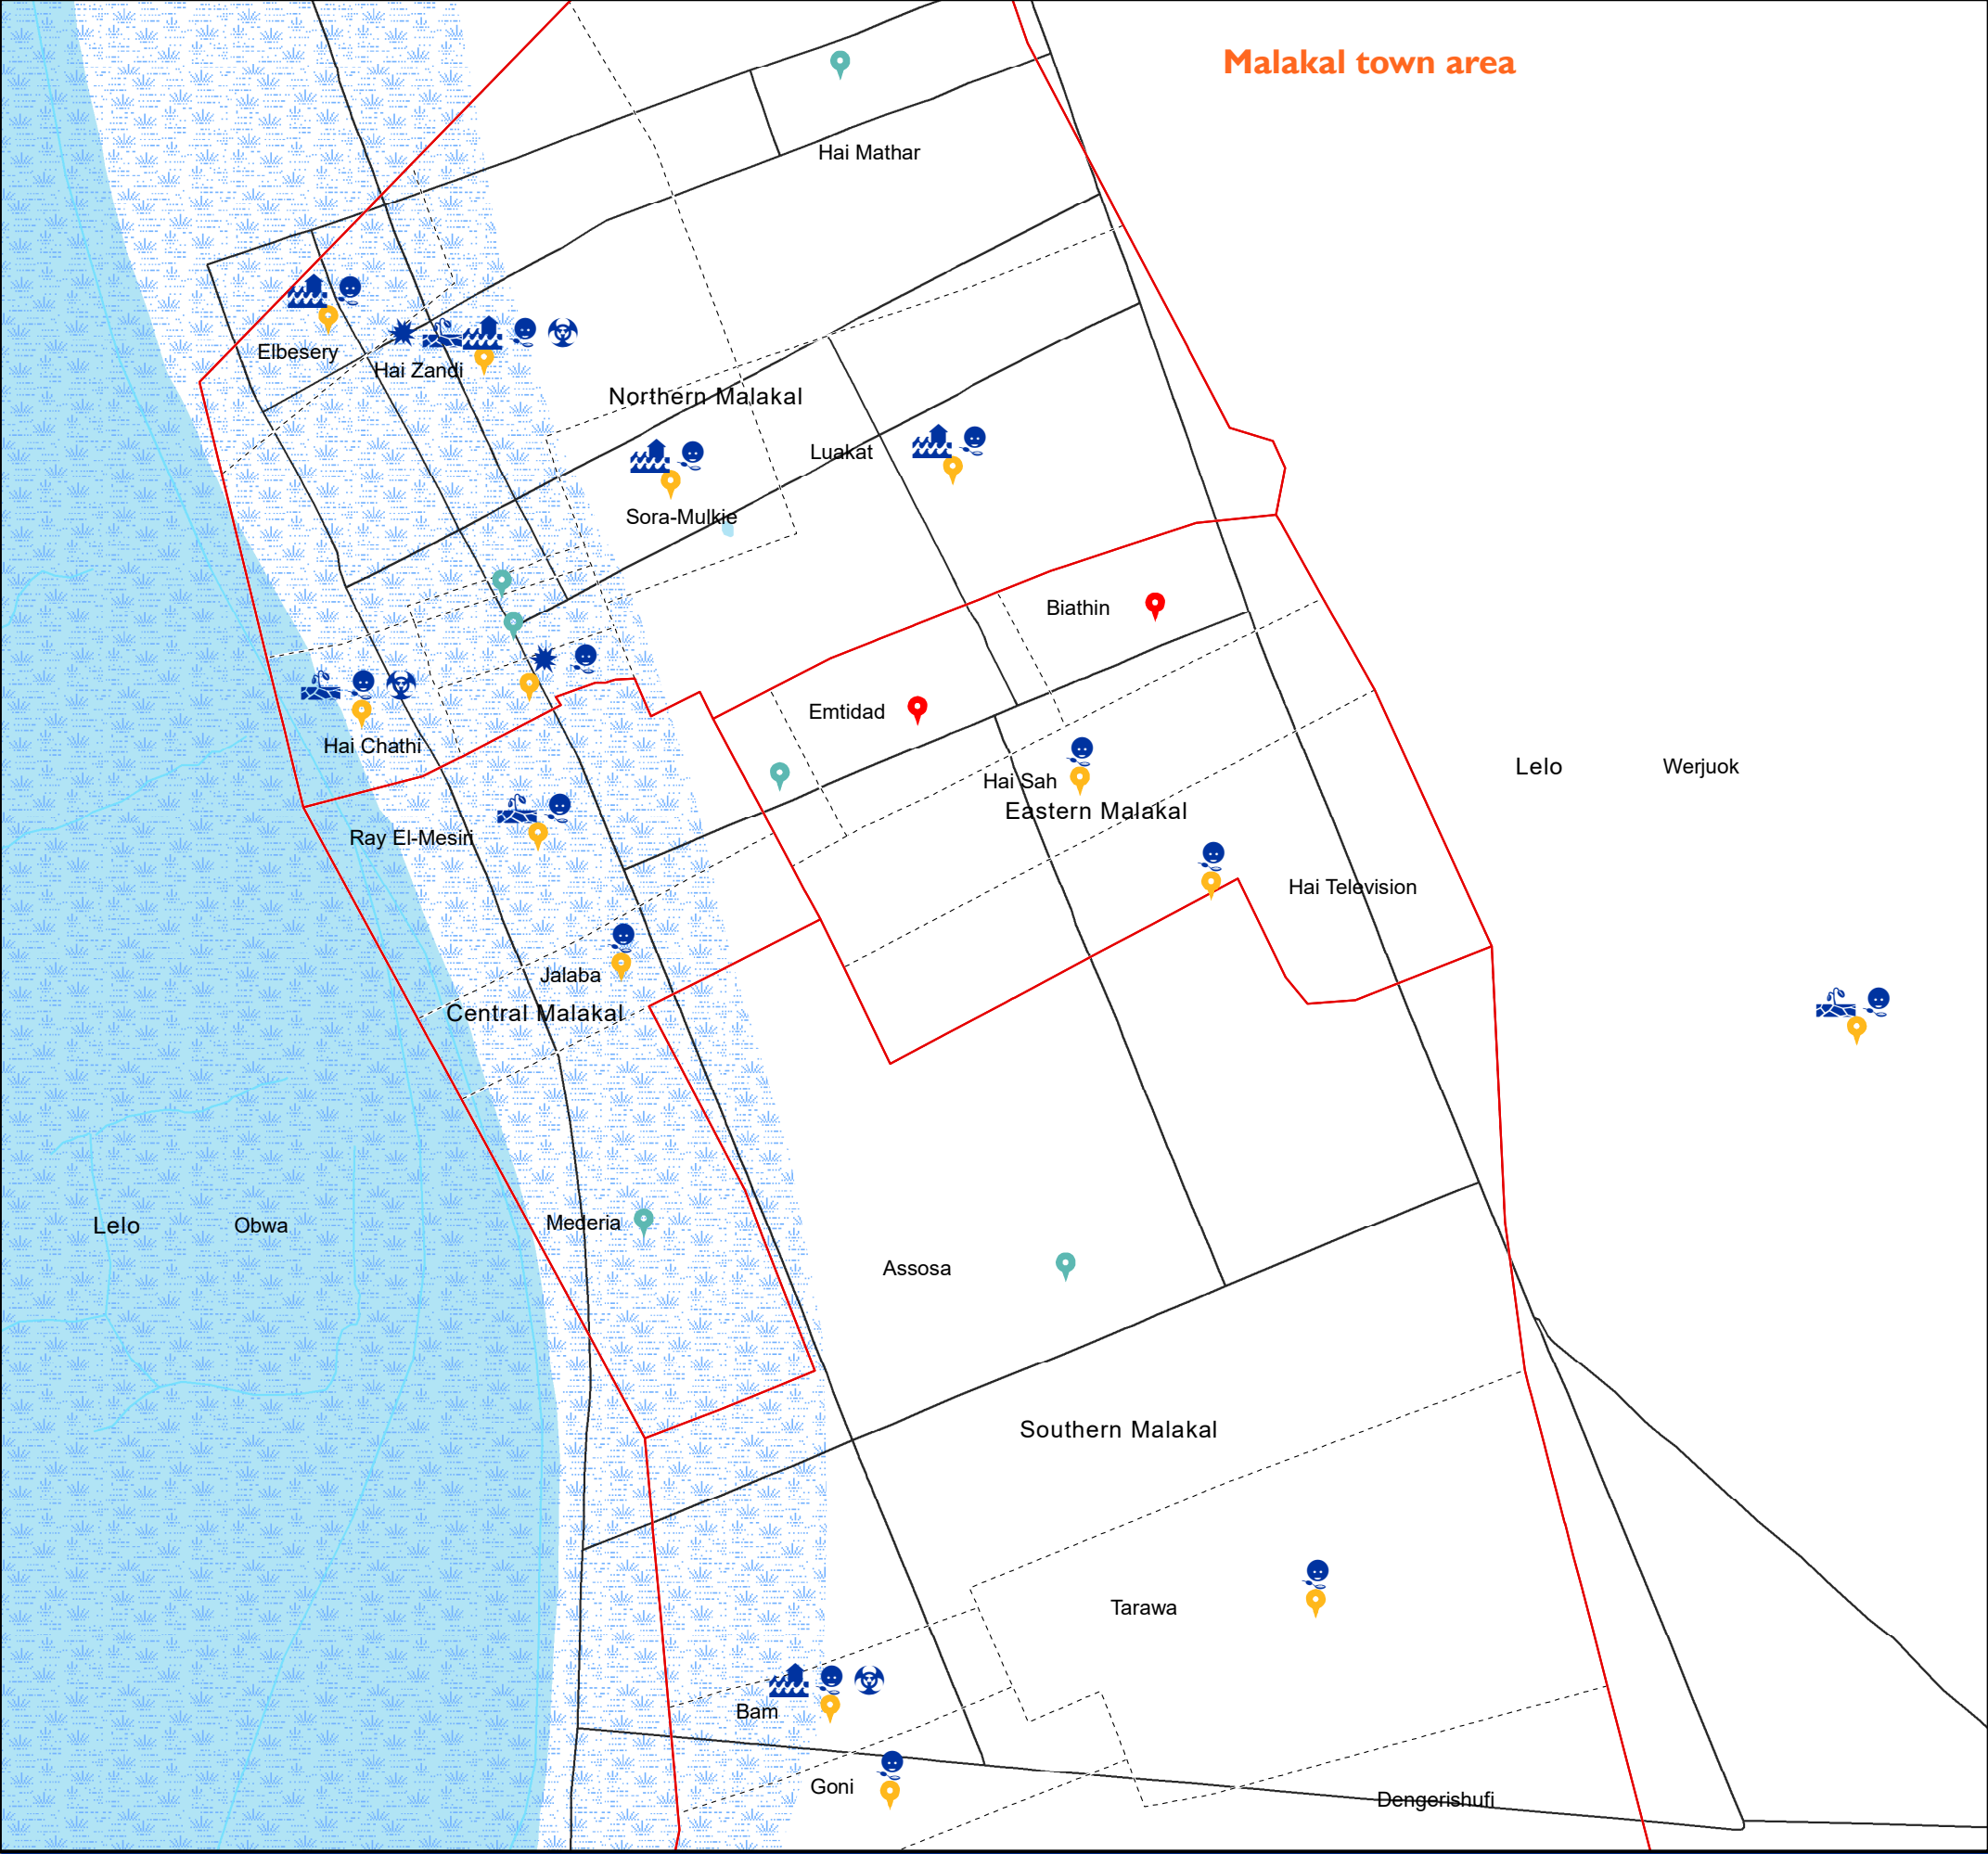 Malakal town area
Hai Mathar
Elbesery
Hai Zandi
Northern Malakal
Luakat
Sora-Mulkie
Biathin
Emtidad
Hai Chathi
Lelo
Werjuok
Hai Sah
Eastern Malakal
Ray El-Mesiri
Hai Television
Jalaba
Central Malakal
Mederia
Lelo
Obwa
Assosa
Southern Malakal
Tarawa
Bam
Goni
Dengerishufi